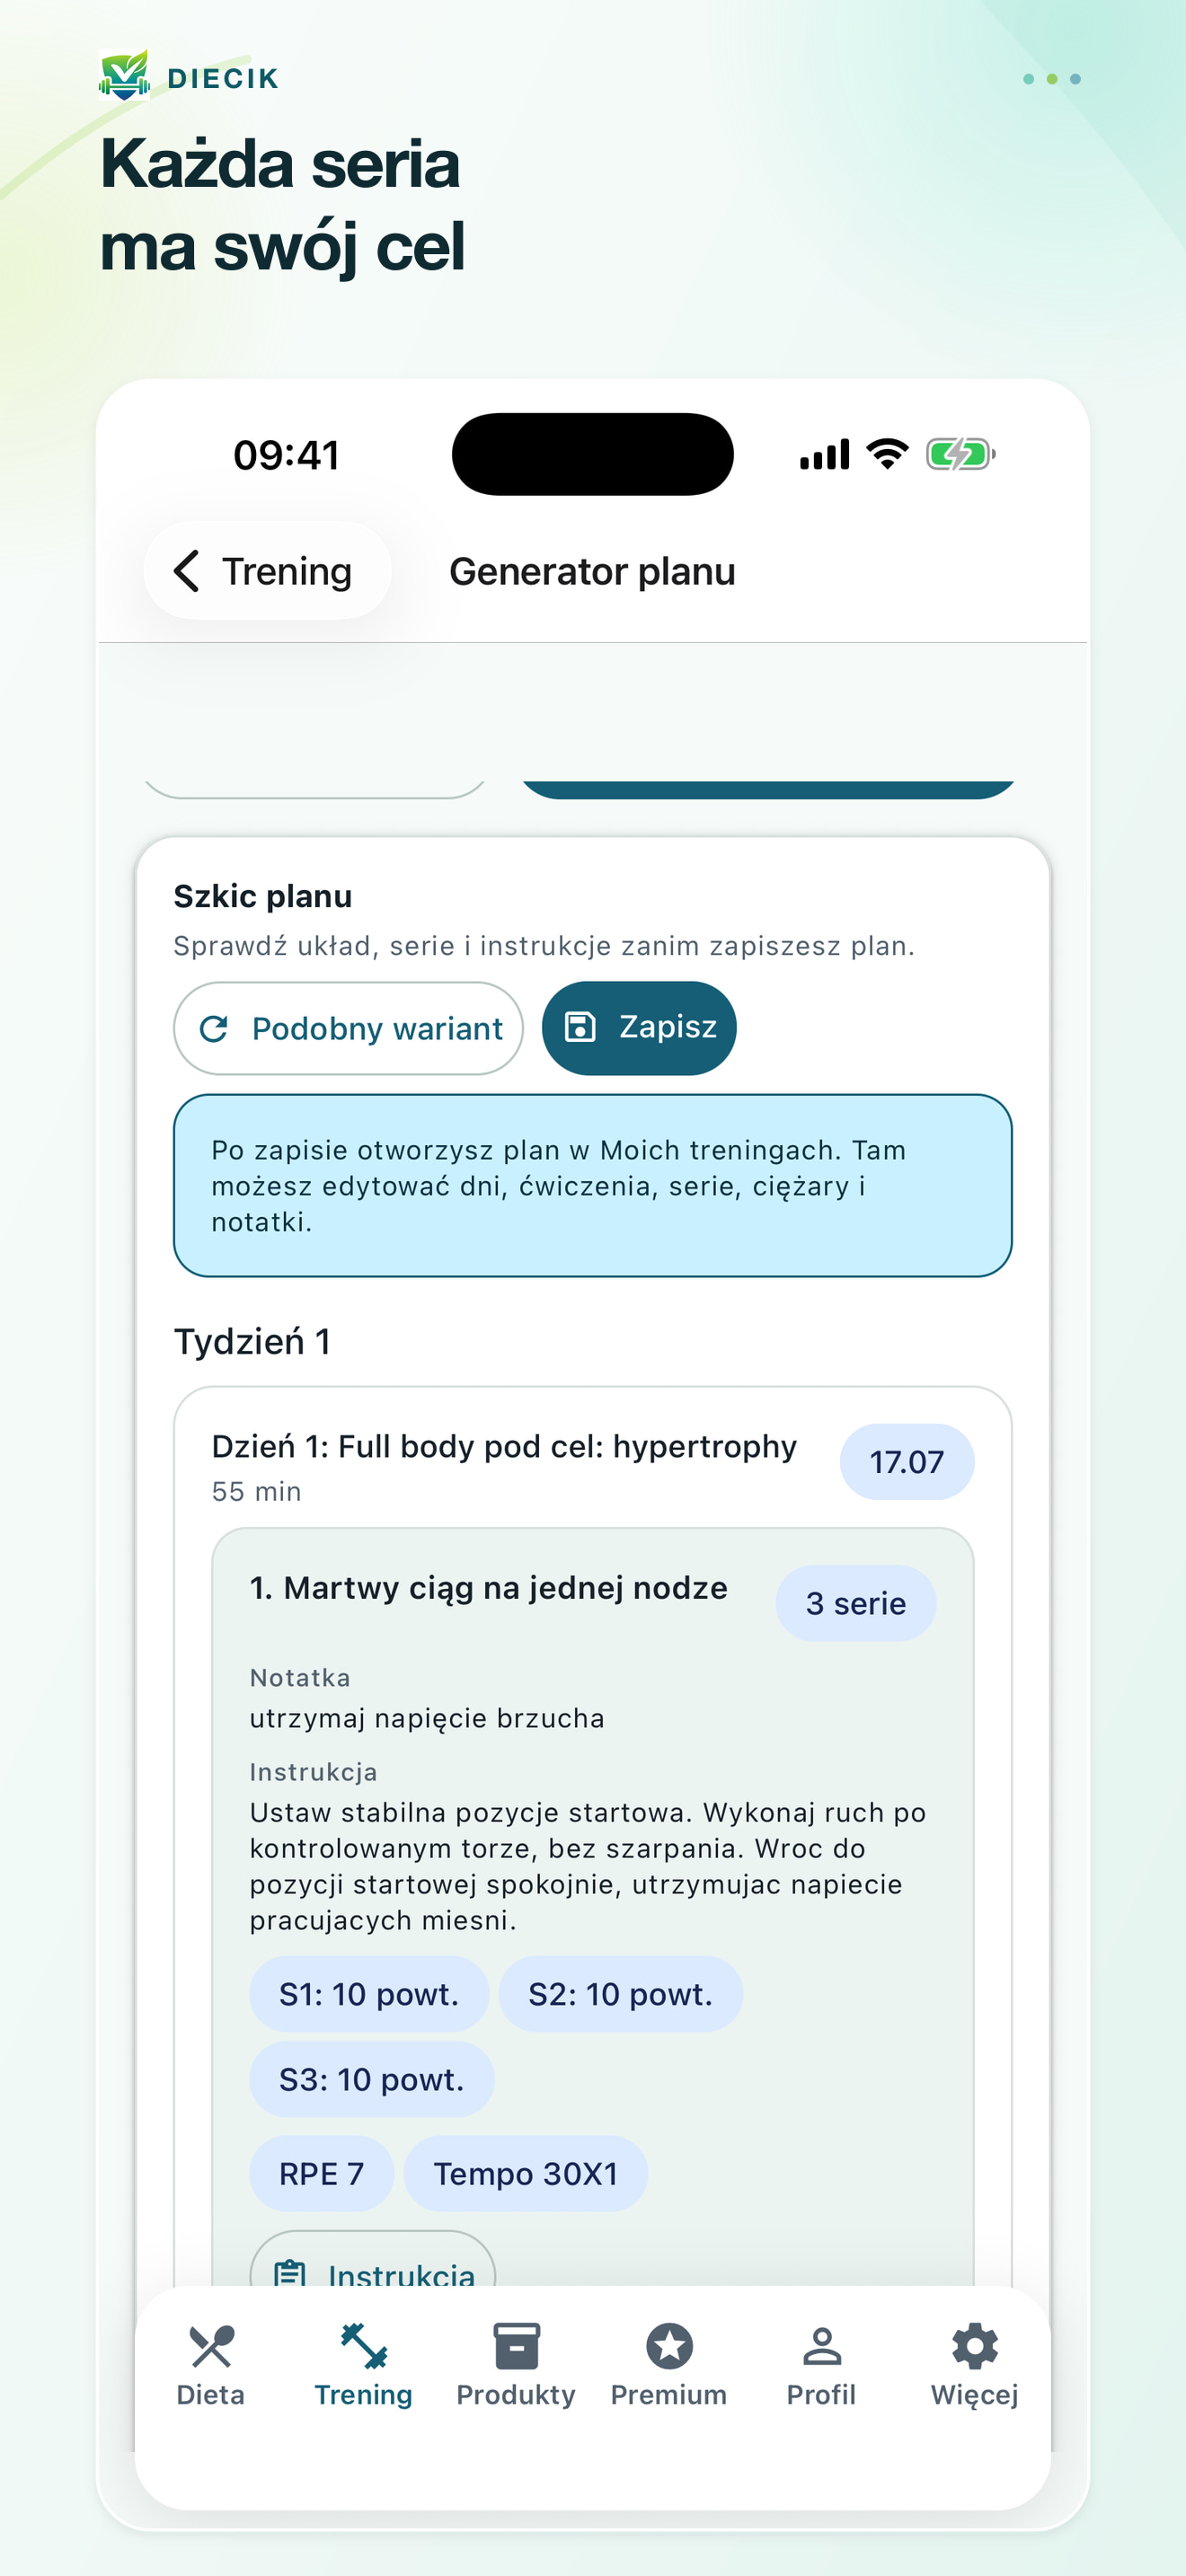 DIECIK
Każda seria
ma swój cel
09:41
Trening
Generator planu
Szkic planu
Sprawdź układ, serie i instrukcje zanim zapiszesz plan.
Podobny wariant
Zapisz
Po zapisie otworzysz plan w Moich treningach. Tam
możesz edytować dni, ćwiczenia, serie, ciężary i
notatki.
Tydzień 1
Dzień 1: Full body pod cel: hypertrophy
17.07
55 min
1. Martwy ciąg na jednej nodze
3 serie
Notatka
utrzymaj napięcie brzucha
Instrukcja
Ustaw stabilna pozycje startowa. Wykonaj ruch po
kontrolowanym torze, bez szarpania. Wroc do
pozycji startowej spokojnie, utrzymujac napiecie
pracujacych miesni.
S1: 10 powt.
S2: 10 powt.
S3: 10 powt.
RPE 7
Tempo 30X1
Instrukcja
Dieta
Trening
Produkty
Premium
Profil
Więcej